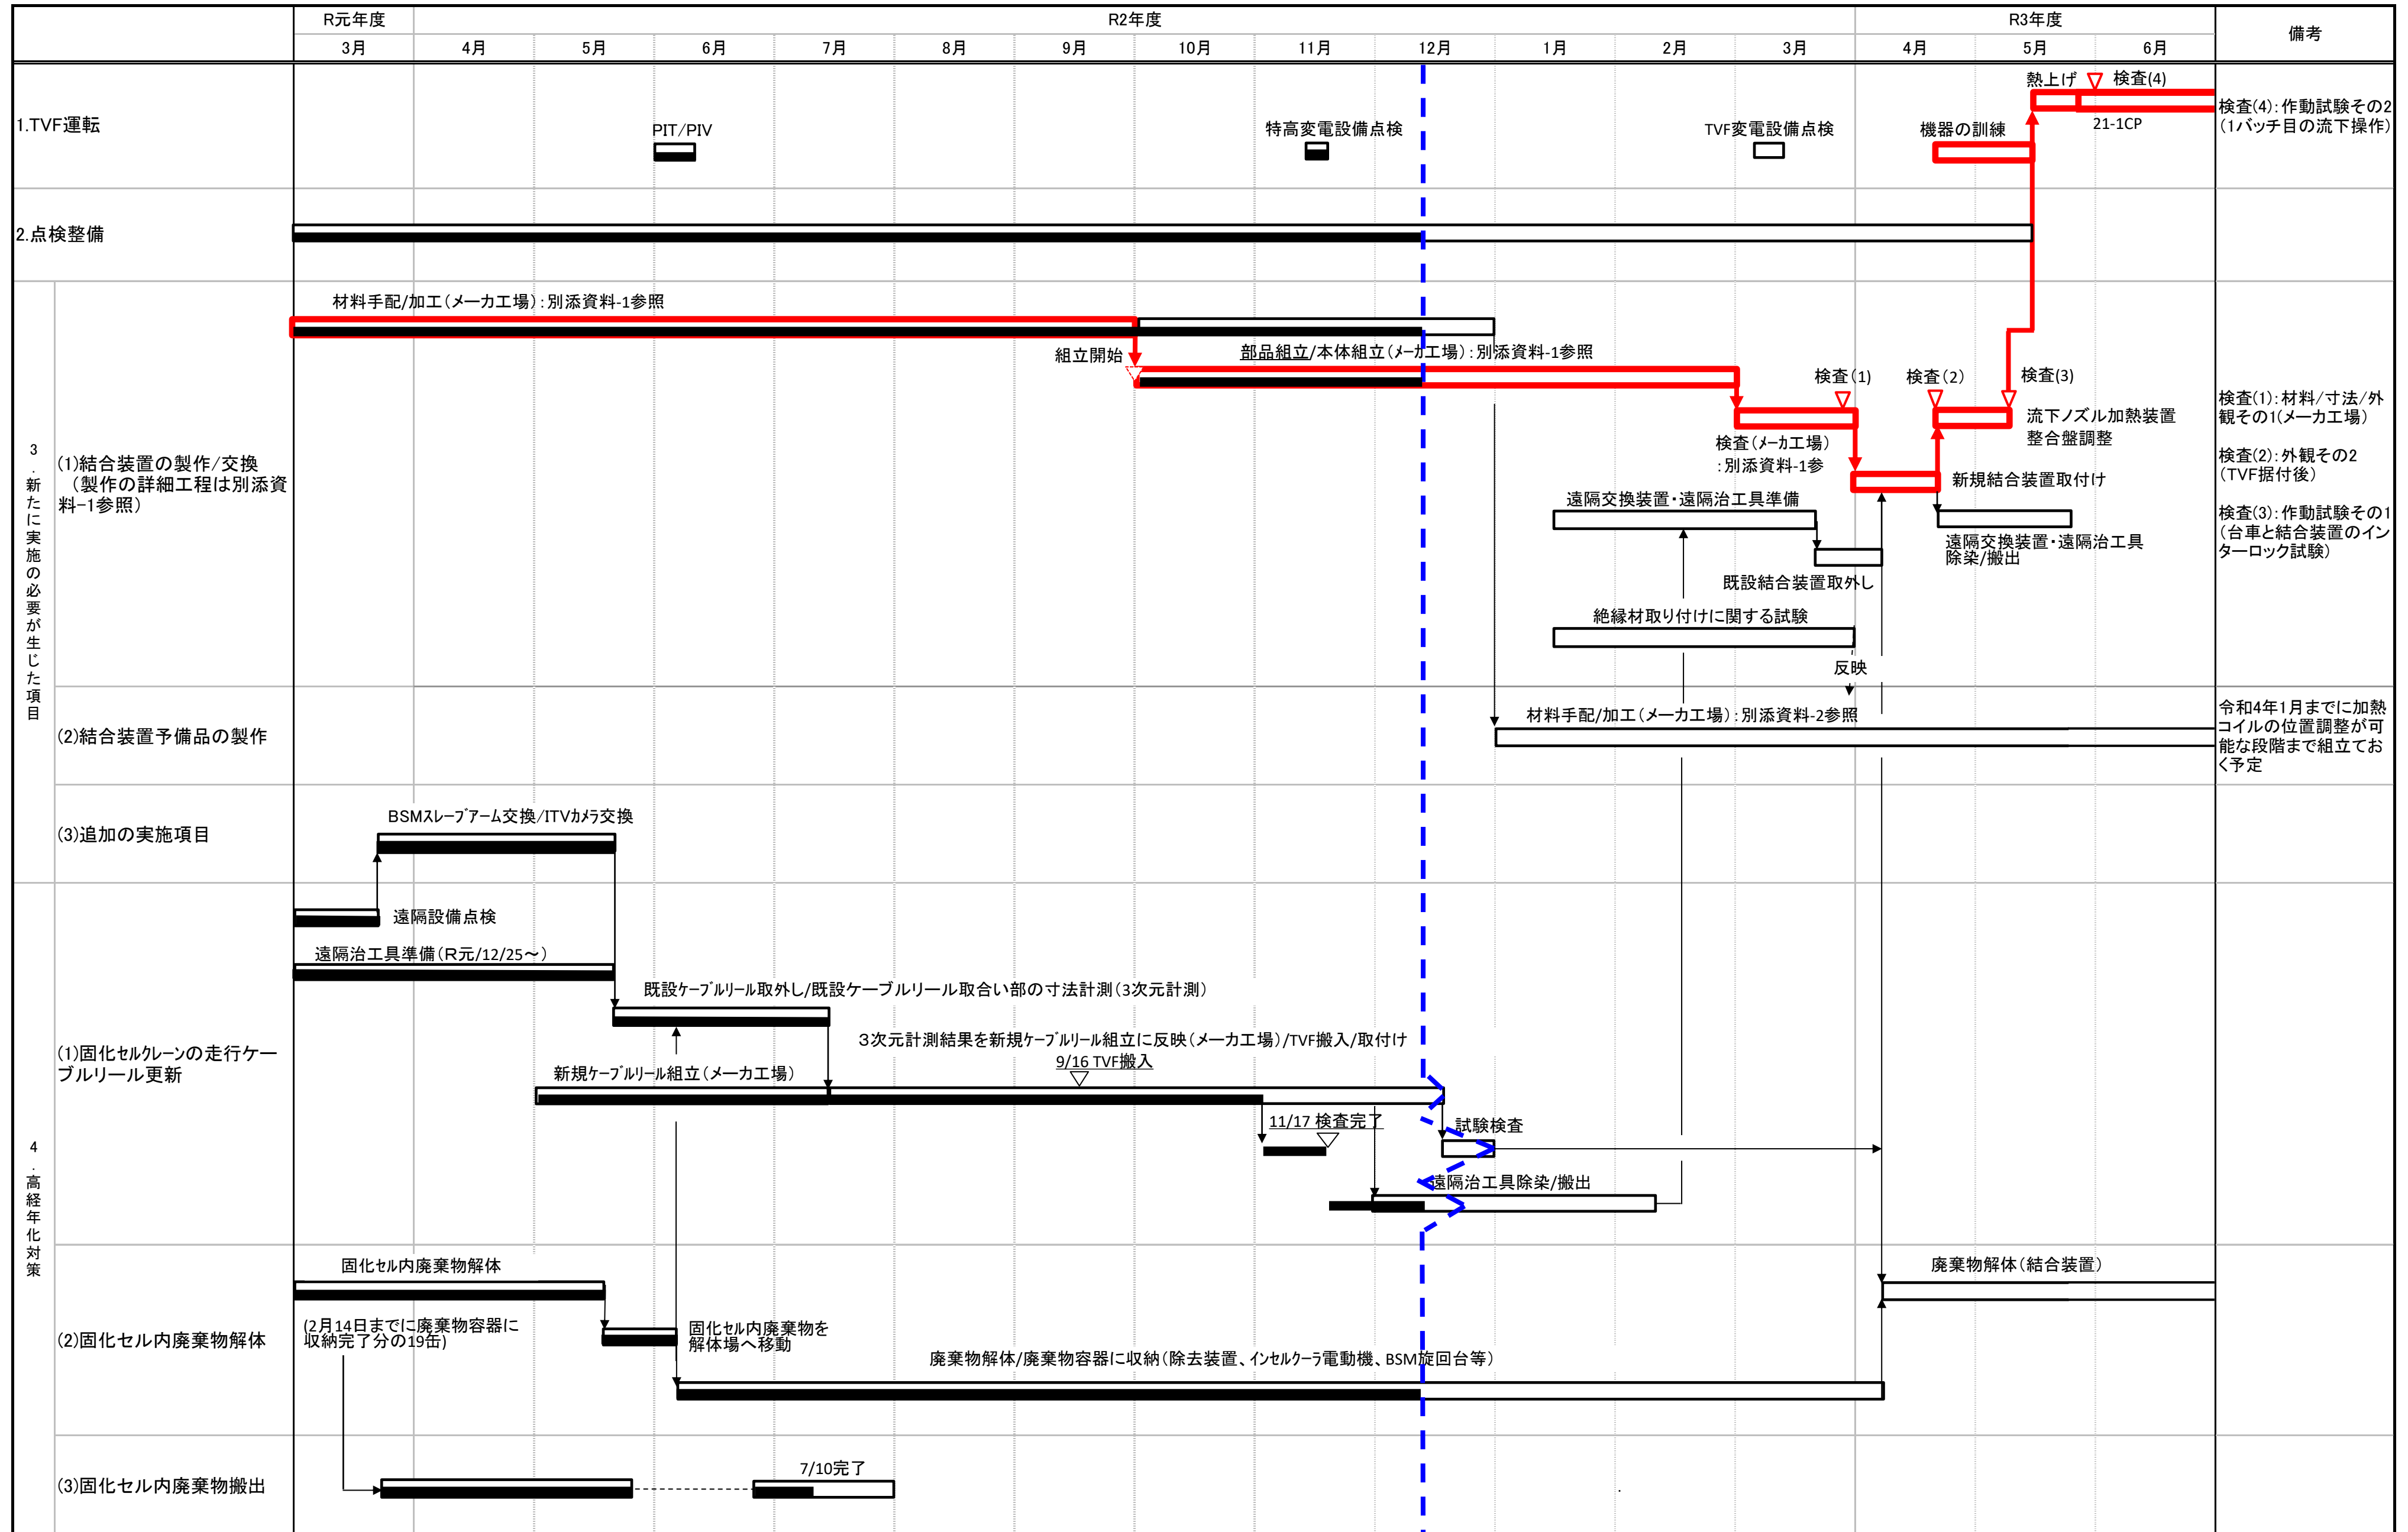 R元年度
R2年度
R3年度
備考
3月
4月
5月
6月
7月
8月
9月
10月
11月
12月
1月
2月
3月
4月
5月
6月
1.TVF運転
PIT/PIV
特高変電設備点検
TVF変電設備点検
機器の訓練
熱上げ
検査(4)
21-1CP
検査(4):作動試験その2
(1バッチ目の流下操作)
2.点検整備
3.新たに実施の必要が生じた項目
(1)結合装置の製作/交換
(製作の詳細工程は別添資
料-1参照)
材料手配/加工(メーカ工場):別添資料-1参照
組立開始
部品組立/本体組立(メーカ工場):別添資料-1参照
検査(1)
検査(2)
検査(3)
検査(メーカ工場)
:別添資料-1参
流下ノズル加熱装置
整合盤調整
新規結合装置取付け
遠隔交換装置・遠隔治工具準備
既設結合装置取外し
遠隔交換装置・遠隔治工具
除染/搬出
絶縁材取り付けに関する試験
反映
検査(1):材料/寸法/外
観その1(メーカ工場)
検査(2):外観その2
(TVF据付後)
検査(3):作動試験その1
(台車と結合装置のイン
ターロック試験)
(2)結合装置予備品の製作
材料手配/加工(メーカ工場):別添資料-2参照
令和4年1月までに加熱
コイルの位置調整が可
能な段階まで組立てお
く予定
(3)追加の実施項目
BSMスレーブアーム交換/ITVカメラ交換
4.高経年化対策
(1)固化セルクレーンの走行ケー
ブルリール更新
遠隔設備点検
遠隔治工具準備(R元/12/25～)
既設ケーブルリール取外し/既設ケーブルリール取合い部の寸法計測(3次元計測)
3次元計測結果を新規ケーブルリール組立に反映(メーカ工場)/TVF搬入/取付け
9/16 TVF搬入
新規ケーブルリール組立(メーカ工場)
11/17 検査完了
試験検査
遠隔治工具除染/搬出
(2)固化セル内廃棄物解体
固化セル内廃棄物解体
(2月14日までに廃棄物容器に
収納完了分の19缶)
固化セル内廃棄物を
解体場へ移動
廃棄物解体/廃棄物容器に収納(除去装置、インセルクーラ電動機、BSM旋回台等)
廃棄物解体(結合装置)
(3)固化セル内廃棄物搬出
7/10完了